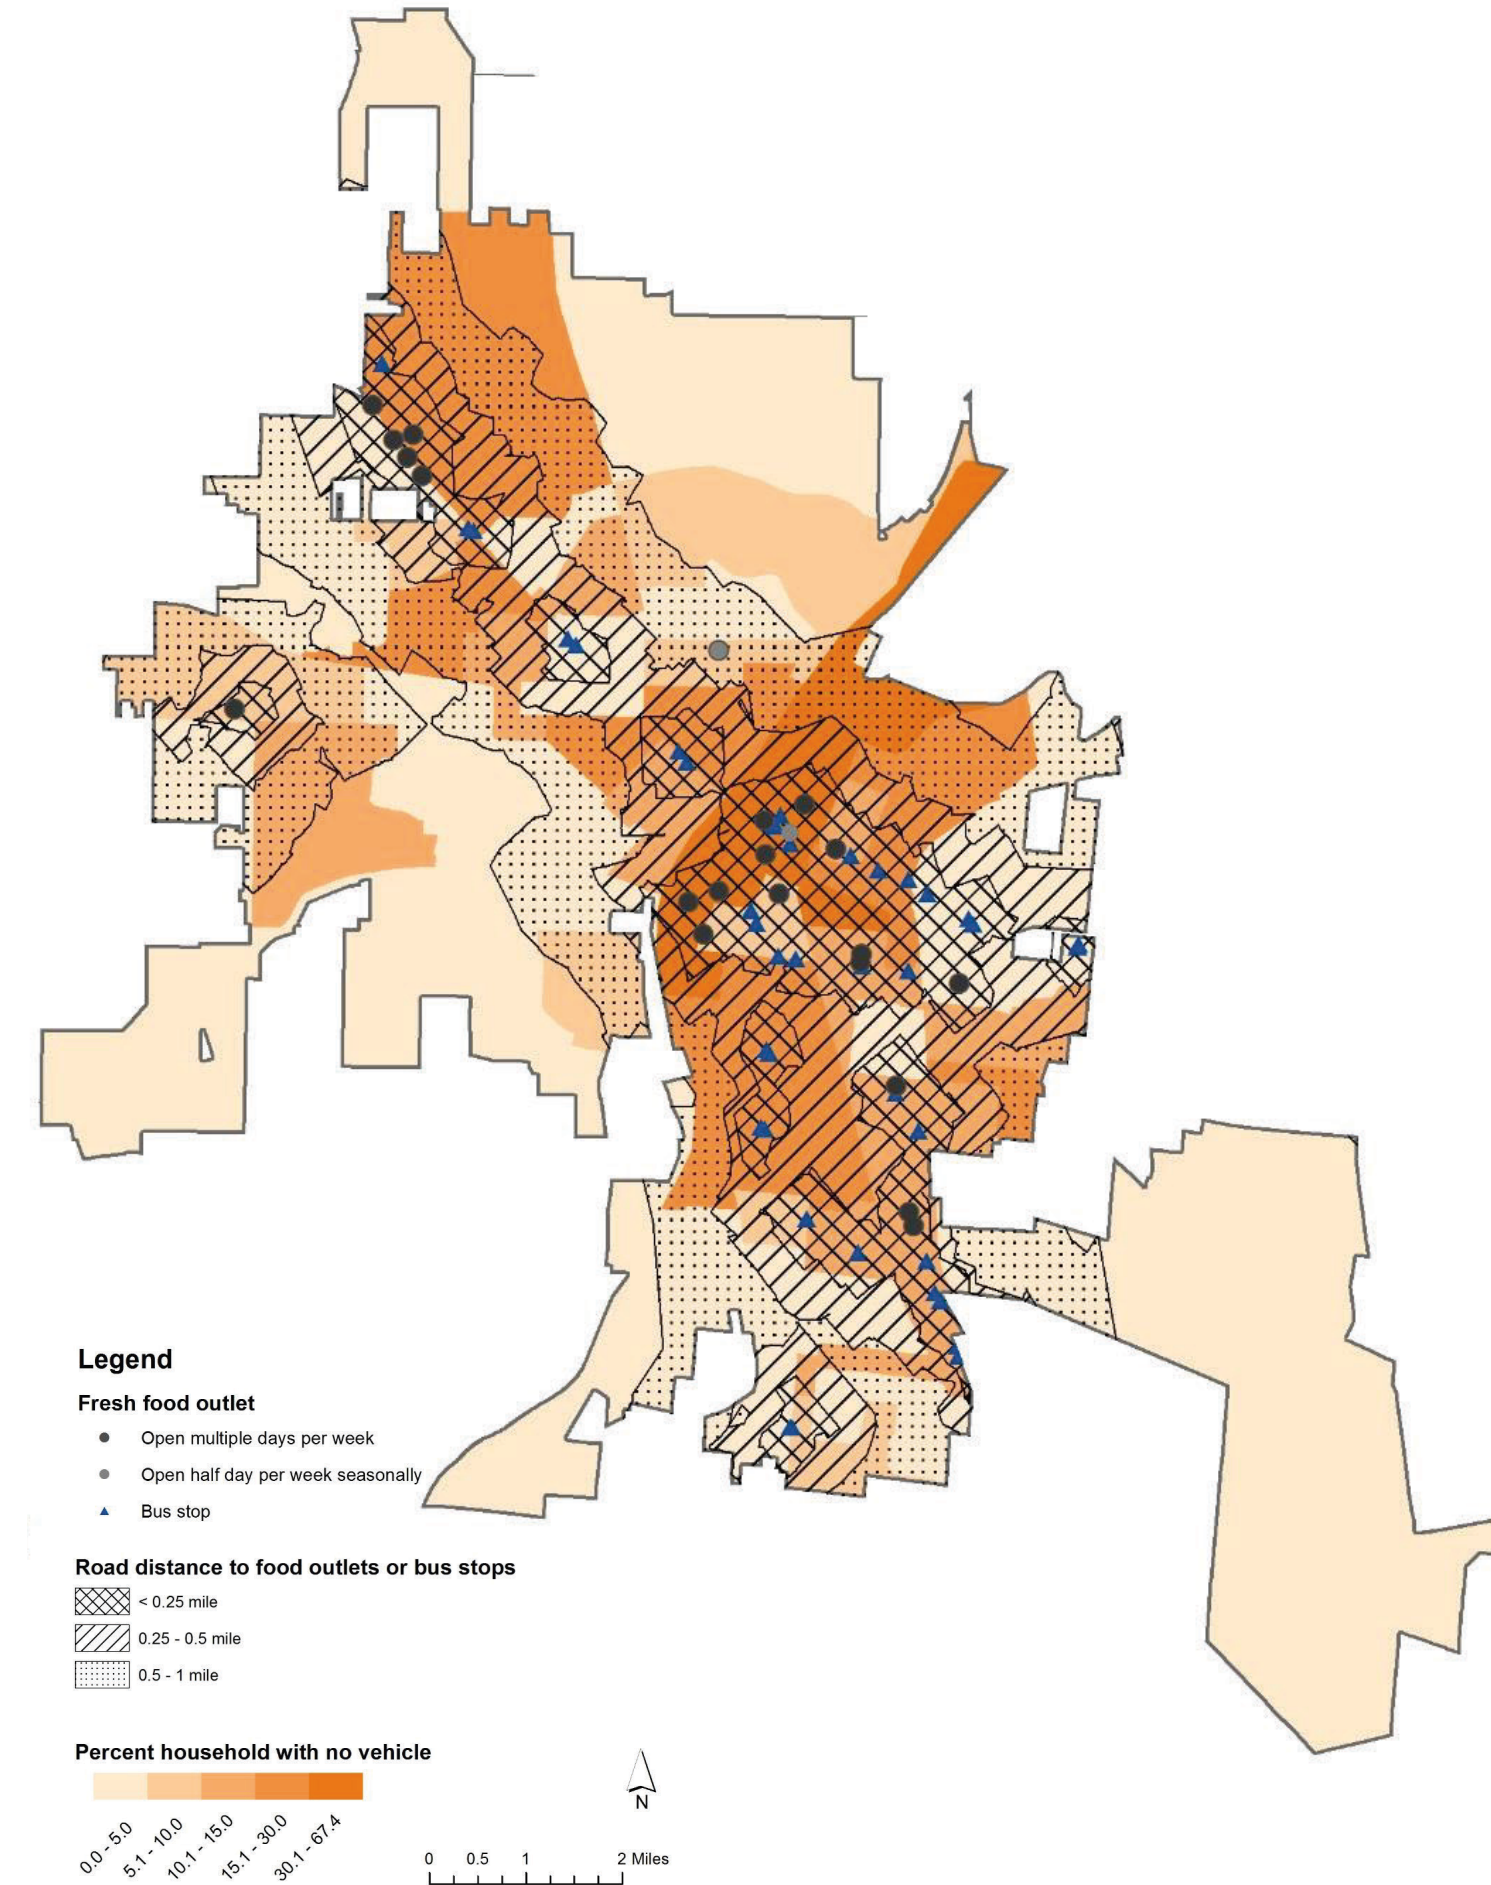 Legend
Fresh food outlet
Open multiple days per week
Open half day per week seasonally
Bus stop
Road distance to food outlets or bus stops
< 0.25 mile
0.25 - 0.5 mile
0.5 - 1 mile
Percent household with no vehicle
0.0 - 5.0
5.1 - 10.0
10.1 - 15.0
15.1 - 30.0
30.1 - 67.4
N
0 0.5 1 2 Miles